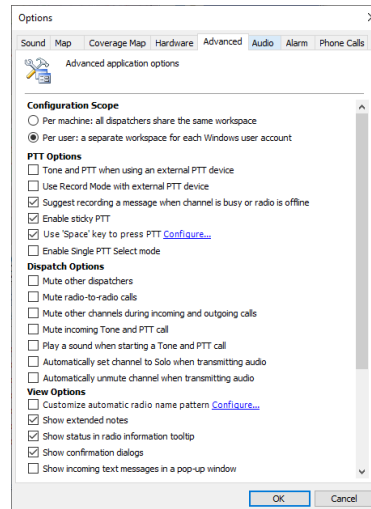 Options
Sound Map Coverage Map Hardware Advanced Audio Alarm Phone Calls
Advanced application options
Configuration Scope
Per machine: all dispatchers share the same workspace
Per user: a separate workspace for each Windows user account
PTT Options
Tone and PTT when using an external PTT device
Use Record Mode with external PTT device
Suggest recording a message when channel is busy or radio is offline
Enable sticky PTT
Use 'Space' key to press PTT Configure...
Enable Single PTT Select mode
Dispatch Options
Mute other dispatchers
Mute radio-to-radio calls
Mute other channels during incoming and outgoing calls
Mute incoming Tone and PTT call
Play a sound when starting a Tone and PTT call
Automatically set channel to Solo when transmitting audio
Automatically unmute channel when transmitting audio
View Options
Customize automatic radio name pattern Configure...
Show extended notes
Show status in radio information tooltip
Show confirmation dialogs
Show incoming text messages in a pop-up window
OK Cancel